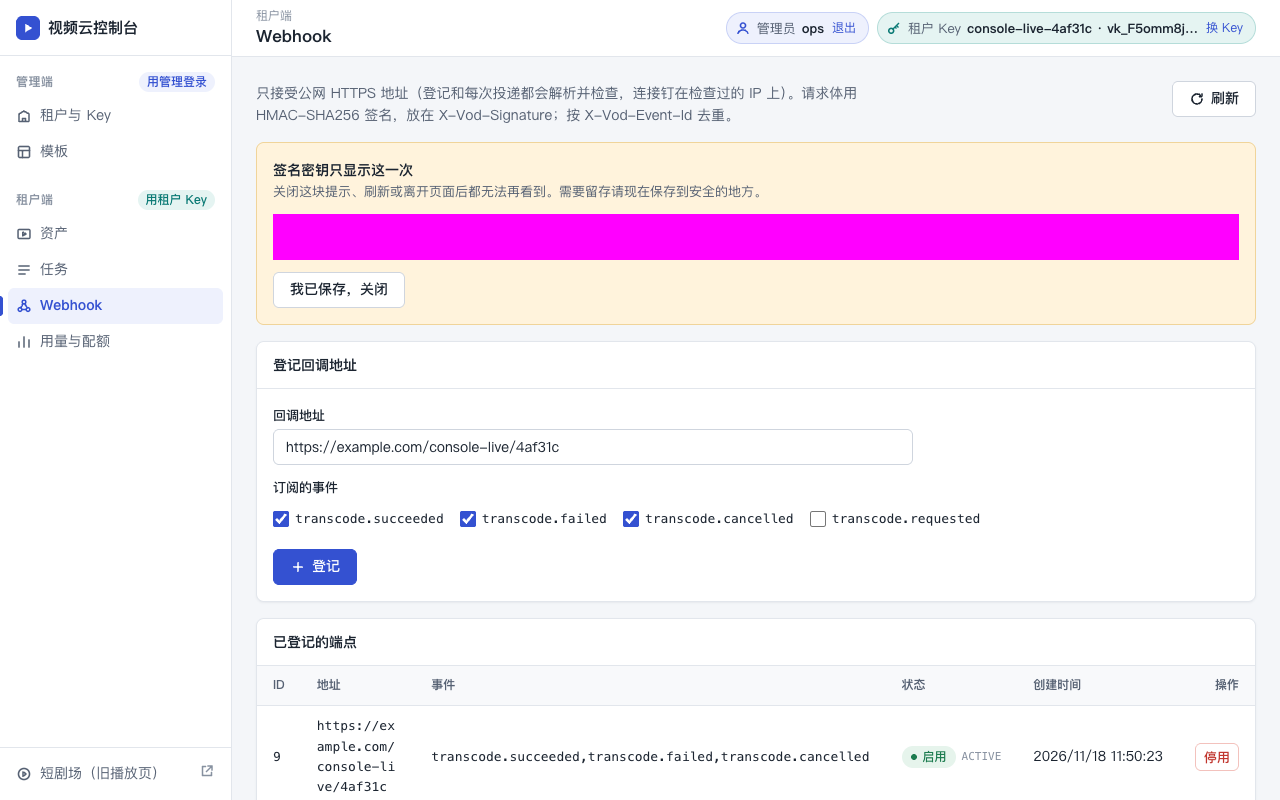 视频云控制台
管理端
用管理登录
租户与 Key
模板
租户端
用租户 Key
资产
任务
Webhook
用量与配额
短剧场（旧播放页）
租户端
Webhook
管理员 ops 退出
租户 Key console-live-4af31c · vk_F5omm8j… 换 Key
只接受公网 HTTPS 地址（登记和每次投递都会解析并检查，连接钉在检查过的 IP 上）。请求体用
HMAC-SHA256 签名，放在 X-Vod-Signature；按 X-Vod-Event-Id 去重。
刷新
签名密钥只显示这一次
关闭这块提示、刷新或离开页面后都无法再看到。需要留存请现在保存到安全的地方。
我已保存，关闭
登记回调地址
回调地址
https://example.com/console-live/4af31c
订阅的事件
transcode.succeeded transcode.failed transcode.cancelled transcode.requested
登记
已登记的端点
ID 地址 事件 状态 创建时间 操作
9 https://ex
ample.com/
console-li
ve/4af31c
transcode.succeeded,transcode.failed,transcode.cancelled 启用 ACTIVE 2026/11/18 11:50:23 停用